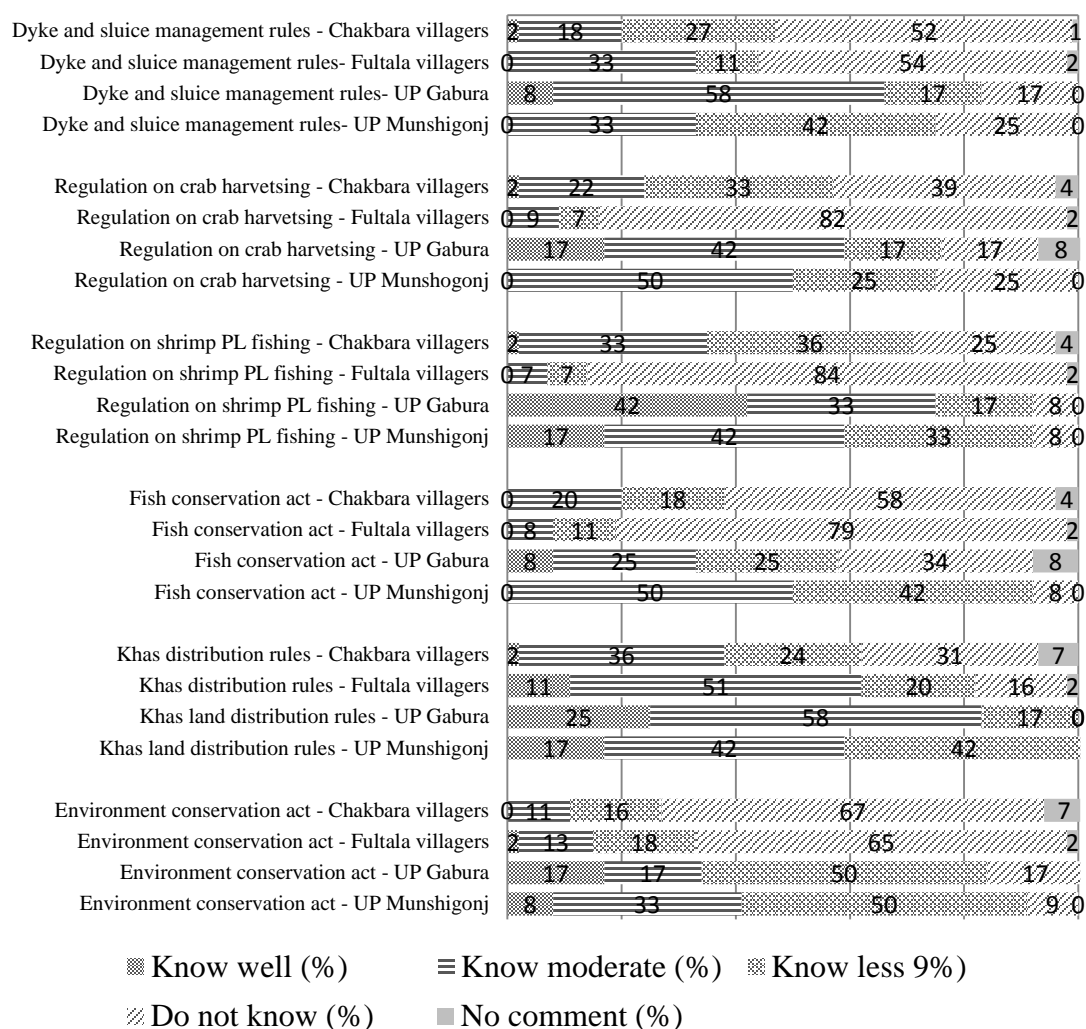 Dyke and sluice management rules - Chakbara villagers 2 18 27 52 1
Dyke and sluice management rules- Fultala villagers 0 33 11 54 2
Dyke and sluice management rules- UP Gabura 8 58 17 17 0
Dyke and sluice management rules- UP Munshigonj 0 33 42 25 0
Regulation on crab harvetsing - Chakbara villagers 2 22 33 39 4
Regulation on crab harvetsing - Fultala villagers 0 9 7 82 2
Regulation on crab harvetsing - UP Gabura 17 42 17 17 8
Regulation on crab harvetsing - UP Munshogonj 0 50 25 25 0
Regulation on shrimp PL fishing - Chakbara villagers 2 33 36 25 4
Regulation on shrimp PL fishing - Fultala villagers 0 7 7 84 2
Regulation on shrimp PL fishing - UP Gabura 42 33 17 8 0
Regulation on shrimp PL fishing - UP Munshigonj 17 42 33 8 0
Fish conservation act - Chakbara villagers 0 20 18 58 4
Fish conservation act - Fultala villagers 0 8 11 79 2
Fish conservation act - UP Gabura 8 25 25 34 8
Fish conservation act - UP Munshigonj 0 50 42 8 0
Khas distribution rules - Chakbara villagers 2 36 24 31 7
Khas distribution rules - Fultala villagers 11 51 20 16 2
Khas land distribution rules - UP Gabura 25 58 17 0
Khas land distribution rules - UP Munshigonj 17 42 42
Environment conservation act - Chakbara villagers 0 11 16 67 7
Environment conservation act - Fultala villagers 2 13 18 65 2
Environment conservation act - UP Gabura 17 17 50 17
Environment conservation act - UP Munshigonj 8 33 50 9 0
Know well (%) Know moderate (%) Know less 9%)
Do not know (%) No comment (%)